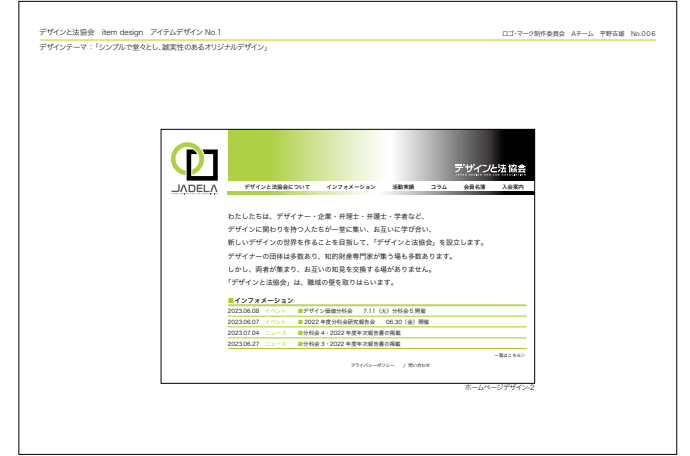 デザインと法協会　item design　アイテムデザイン No.1
ロゴ・マーク制作委員会　Aチーム　平野吉雄　No.006
デザインテーマ：「シンプルで堂々とし、誠実性のあるオリジナルデザイン」
デザインと法協会
JADELA
デザインと法協会について　インフォメーション　活動実績　コラム　会員名簿　入会案内
わたしたちは、デザイナー・企業・弁理士・弁護士・学者など、
デザインに関わりを持つ人たちが一堂に集い、お互いに学び合い、
新しいデザインの世界を作ることを目指して、「デザインと法協会」を設立します。
デザイナーの団体は多数あり、知的財産専門家が集う場も多数あります。
しかし、両者が集まり、お互いの知見を交換する場がありません。
「デザインと法協会」は、職域の壁を取りはらいます。
■インフォメーション
2023.06.08　イベント　■デザイン価値分科会　7.11（火）分科会5開催
2023.06.07　イベント　■2022年度分科会研究報告会　06.30（金）開催
2023.07.04　ニュース　■分科会4・2022年度年次報告書の掲載
2023.06.27　ニュース　■分科会3・2022年度年次報告書の掲載
一覧はこちら＞
プライバシーポリシー　/ 問い合わせ
ホームページデザイン-2